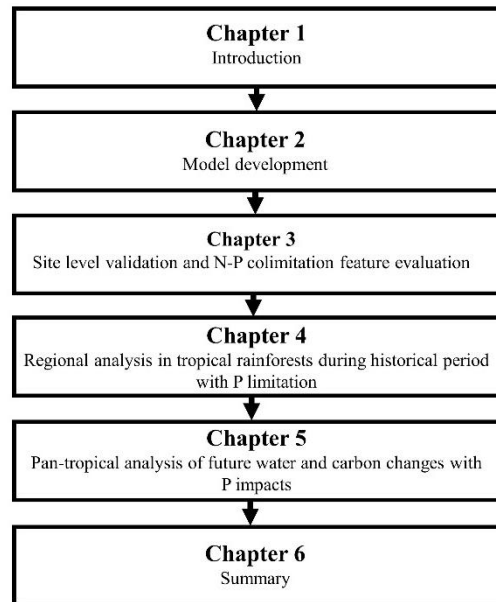 Chapter 1
Introduction
Chapter 2
Model development
Chapter 3
Site level validation and N-P colimitation feature evaluation
Chapter 4
Regional analysis in tropical rainforests during historical period
with P limitation
Chapter 5
Pan-tropical analysis of future water and carbon changes with
P impacts
Chapter 6
Summary